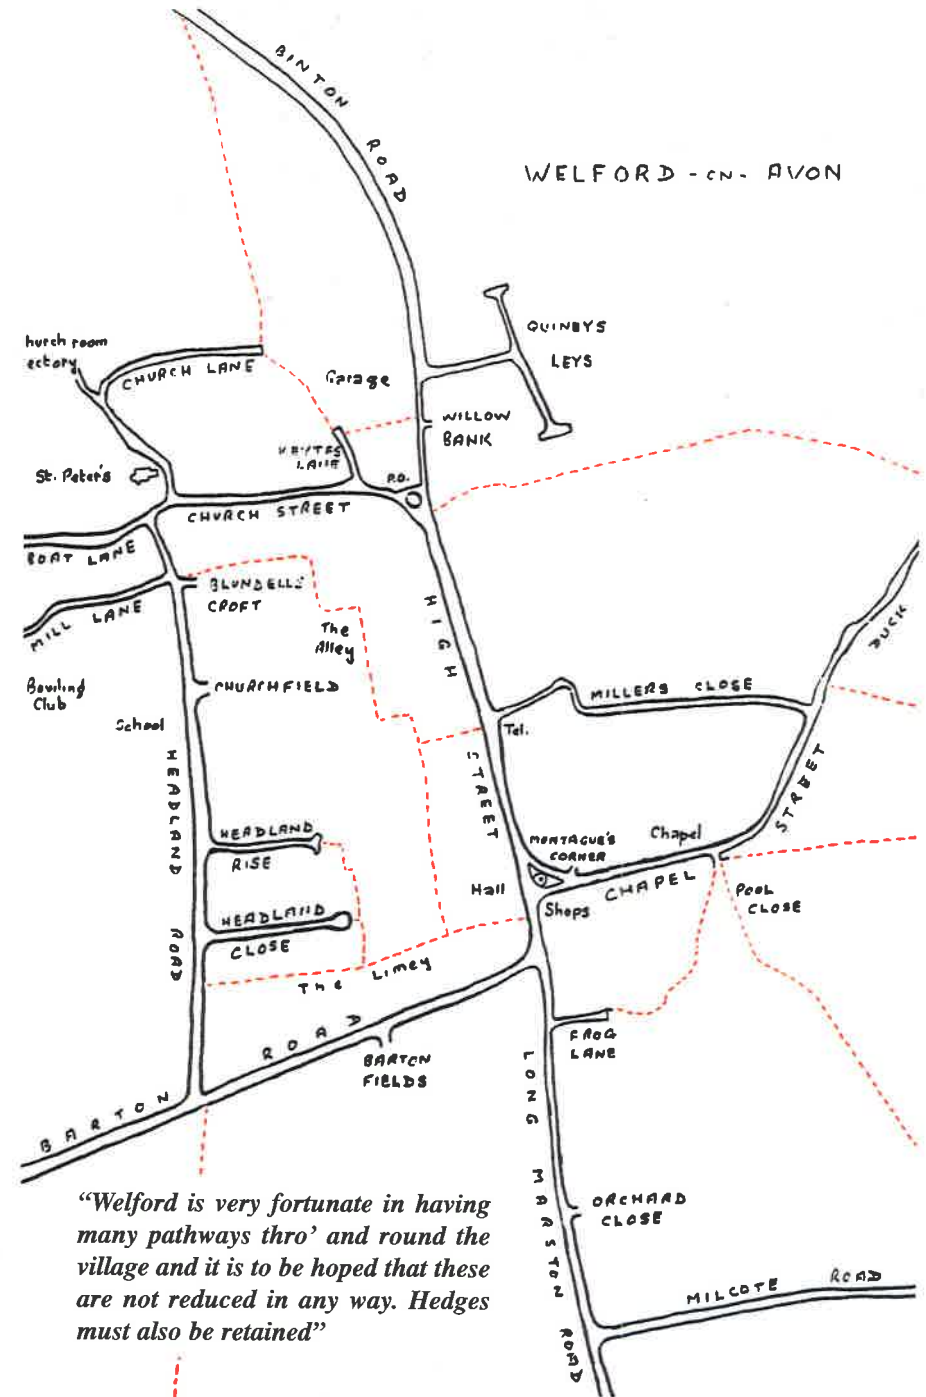 BINTON ROAD
WELFORD - ON - AVON
QUINEYS
LEYS
hurch room
ectory
CHURCH LANE
Garage
WILLOW
BANK
LANE
P.O.
St. Peter's
CHURCH STREET
BOAT LANE
MILL LANE
BLUNDELLS
CROFT
The
Alley
HIGH STREET
Bowling
Club
CHURCHFIELD
School
MILLERS CLOSE
DUCK
Tel.
HEADLAND ROAD
HEADLAND
RISE
MONTAGUE'S
CORNER
Chapel
CHAPEL STREET
Hall
Shops
POOL
CLOSE
HEADLAND
CLOSE
The Limey
FROG
LANE
BARTON ROAD
BARTON
FIELDS
LONG MARSTON ROAD
ORCHARD
CLOSE
MILCOTE ROAD
“Welford is very fortunate in having
many pathways thro’ and round the
village and it is to be hoped that these
are not reduced in any way. Hedges
must also be retained”